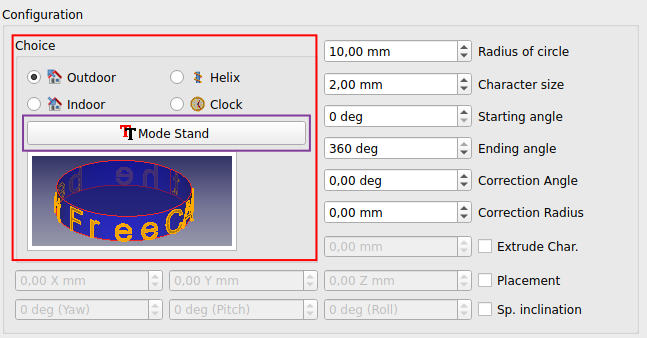 Configuration
Choice
Outdoor
Helix
Indoor
Clock
TT Mode Stand
FreeC
10,00 mm Radius of circle
2,00 mm Character size
0 deg Starting angle
360 deg Ending angle
0,00 deg Correction Angle
0,00 mm Correction Radius
0,00 mm Extrude Char.
0,00 X mm 0,00 Y mm 0,00 Z mm Placement
0 deg (Yaw) 0 deg (Pitch) 0 deg (Roll) Sp. inclination